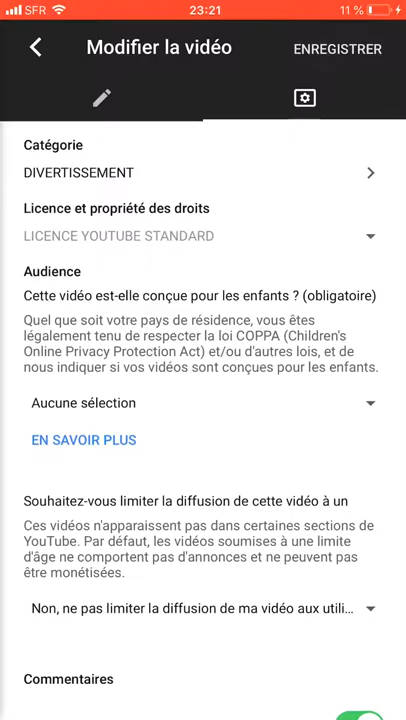 SFR 23:21 11 %
Modifier la vidéo ENREGISTRER
Catégorie
DIVERTISSEMENT
Licence et propriété des droits
LICENCE YOUTUBE STANDARD
Audience
Cette vidéo est-elle conçue pour les enfants ? (obligatoire)
Quel que soit votre pays de résidence, vous êtes
légalement tenu de respecter la loi COPPA (Children's
Online Privacy Protection Act) et/ou d'autres lois, et de
nous indiquer si vos vidéos sont conçues pour les enfants.
Aucune sélection
EN SAVOIR PLUS
Souhaitez-vous limiter la diffusion de cette vidéo à un
Ces vidéos n'apparaissent pas dans certaines sections de
YouTube. Par défaut, les vidéos soumises à une limite
d'âge ne comportent pas d'annonces et ne peuvent pas
être monétisées.
Non, ne pas limiter la diffusion de ma vidéo aux utili...
Commentaires